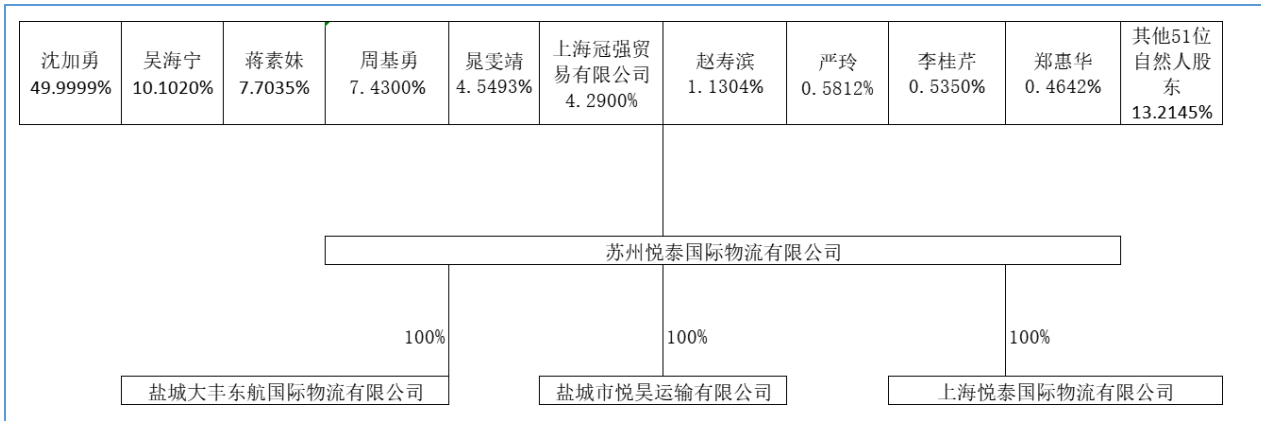 沈加勇
49.9999%
吴海宁
10.1020%
蒋素妹
7.7035%
周基勇
7.4300%
晁雯靖
4.5493%
上海冠强贸
易有限公司
4.2900%
赵寿滨
1.1304%
严玲
0.5812%
李桂芹
0.5350%
郑惠华
0.4642%
其他51位
自然人股
东
13.2145%
苏州悦泰国际物流有限公司
100%
100%
100%
盐城大丰东航国际物流有限公司
盐城市悦昊运输有限公司
上海悦泰国际物流有限公司